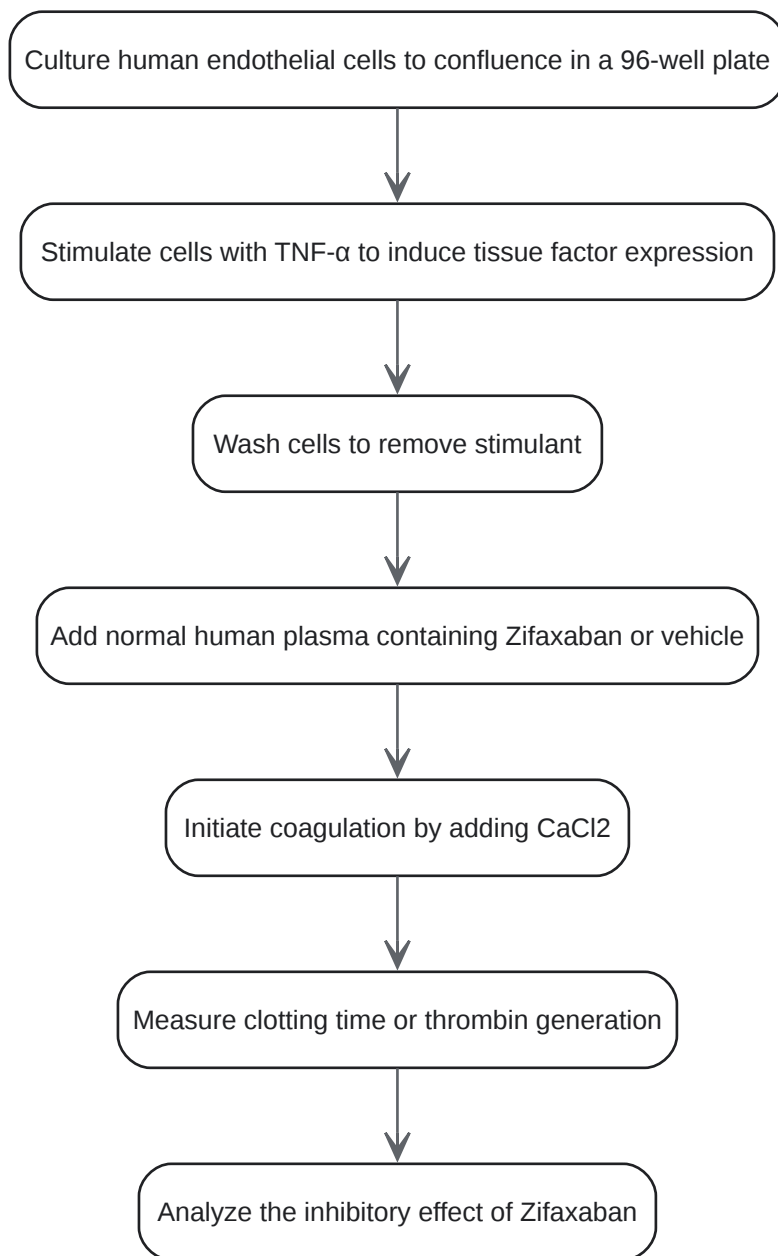 Culture human endothelial cells to confluence in a 96-well plate
Stimulate cells with TNF-α to induce tissue factor expression
Wash cells to remove stimulant
Add normal human plasma containing Zifaxaban or vehicle
Initiate coagulation by adding CaCl2
Measure clotting time or thrombin generation
Analyze the inhibitory effect of Zifaxaban